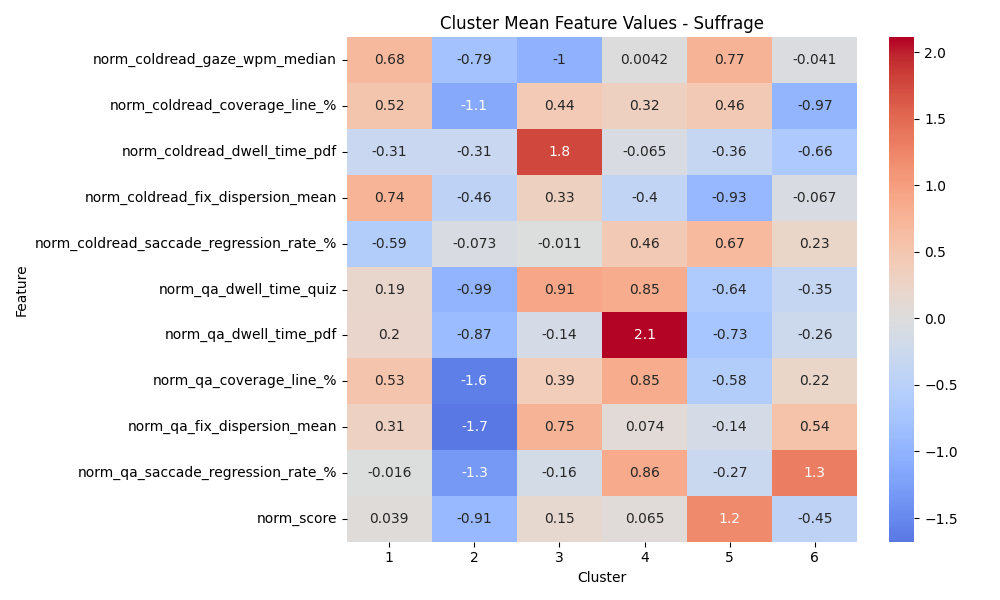 Cluster Mean Feature Values - Suffrage
norm_coldread_gaze_wpm_median 0.68 -0.79 -1 0.0042 0.77 -0.041
norm_coldread_coverage_line_% 0.52 -1.1 0.44 0.32 0.46 -0.97
norm_coldread_dwell_time_pdf -0.31 -0.31 1.8 -0.065 -0.36 -0.66
norm_coldread_fix_dispersion_mean 0.74 -0.46 0.33 -0.4 -0.93 -0.067
norm_coldread_saccade_regression_rate_% -0.59 -0.073 -0.011 0.46 0.67 0.23
norm_qa_dwell_time_quiz 0.19 -0.99 0.91 0.85 -0.64 -0.35
norm_qa_dwell_time_pdf 0.2 -0.87 -0.14 2.1 -0.73 -0.26
norm_qa_coverage_line_% 0.53 -1.6 0.39 0.85 -0.58 0.22
norm_qa_fix_dispersion_mean 0.31 -1.7 0.75 0.074 -0.14 0.54
norm_qa_saccade_regression_rate_% -0.016 -1.3 -0.16 0.86 -0.27 1.3
norm_score 0.039 -0.91 0.15 0.065 1.2 -0.45
1 2 3 4 5 6
Cluster
Feature
2.0
1.5
1.0
0.5
0.0
−0.5
−1.0
−1.5